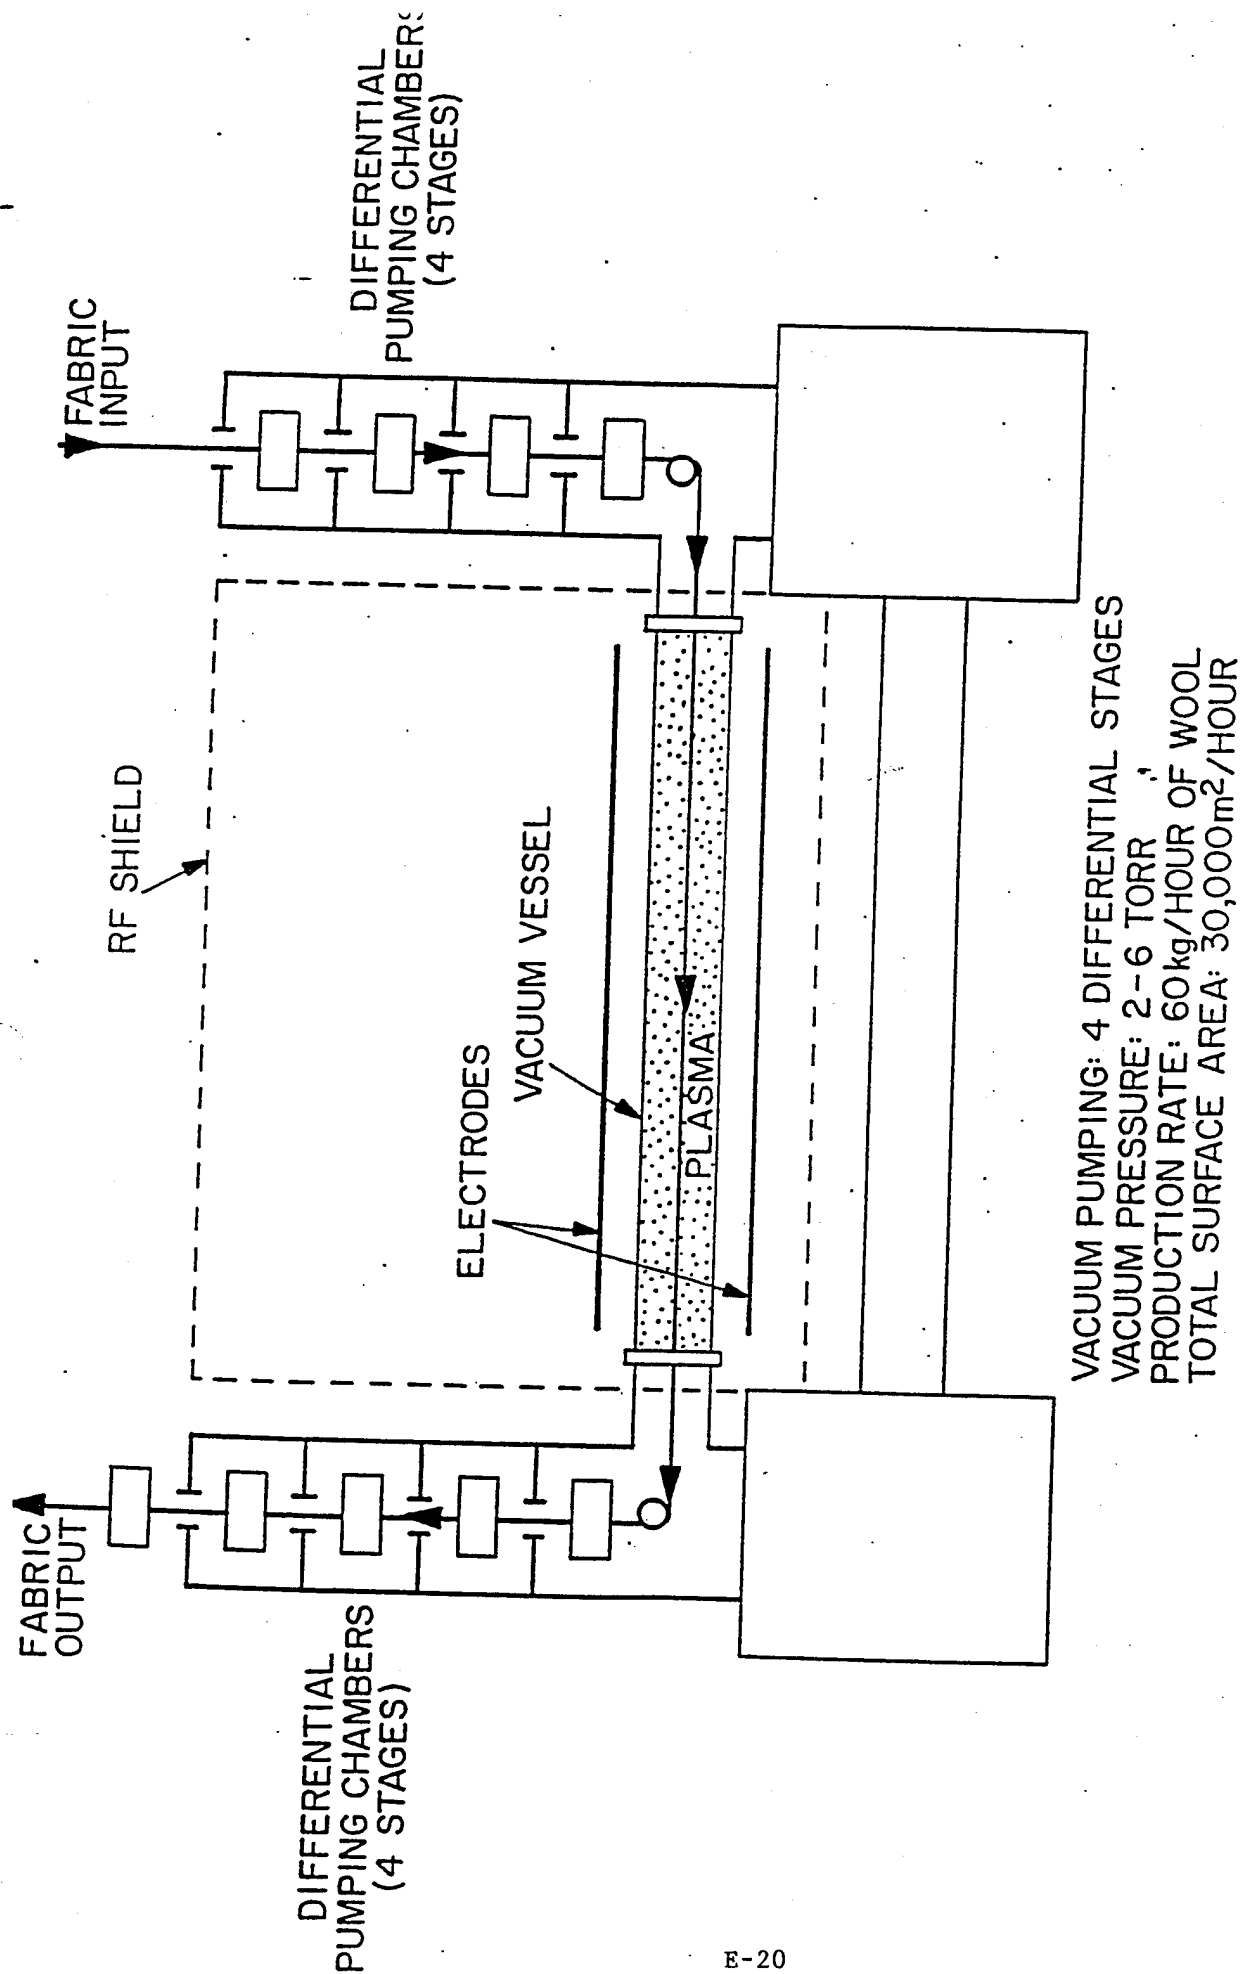 FABRIC
OUTPUT
DIFFERENTIAL
PUMPING CHAMBERS
(4 STAGES)
RF SHIELD
ELECTRODES
VACUUM VESSEL
PLASMA
FABRIC
INPUT
DIFFERENTIAL
PUMPING CHAMBERS
(4 STAGES)
VACUUM PUMPING: 4 DIFFERENTIAL STAGES
VACUUM PRESSURE: 2-6 TORR
PRODUCTION RATE: 60kg/HOUR OF WOOL
TOTAL SURFACE AREA: 30,000m²/HOUR
E-20